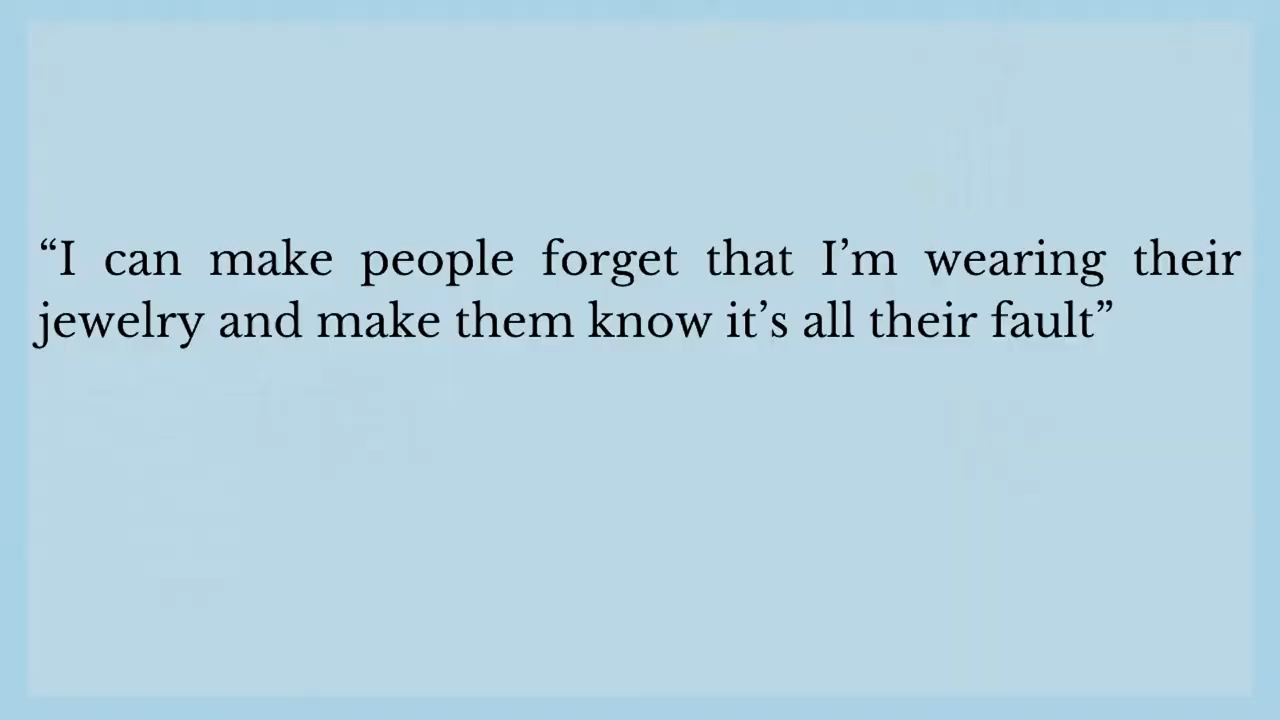 “I can make people forget that I’m wearing their
jewelry and make them know it’s all their fault”